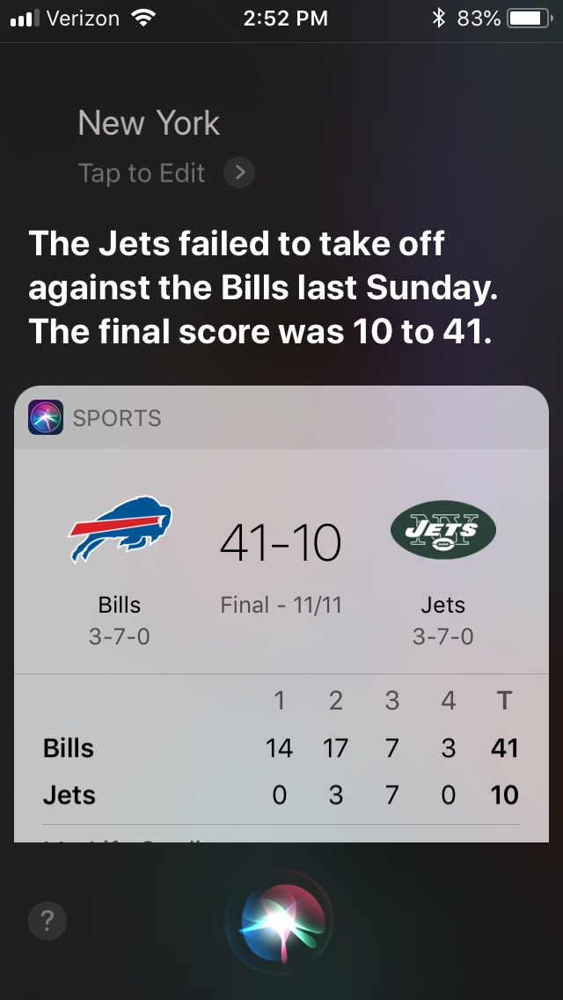 Verizon 2:52 PM 83%
New York
Tap to Edit
The Jets failed to take off
against the Bills last Sunday.
The final score was 10 to 41.
SPORTS
41-10
NY JETS
Bills Final - 11/11 Jets
3-7-0 3-7-0
1 2 3 4 T
Bills 14 17 7 3 41
Jets 0 3 7 0 10
?